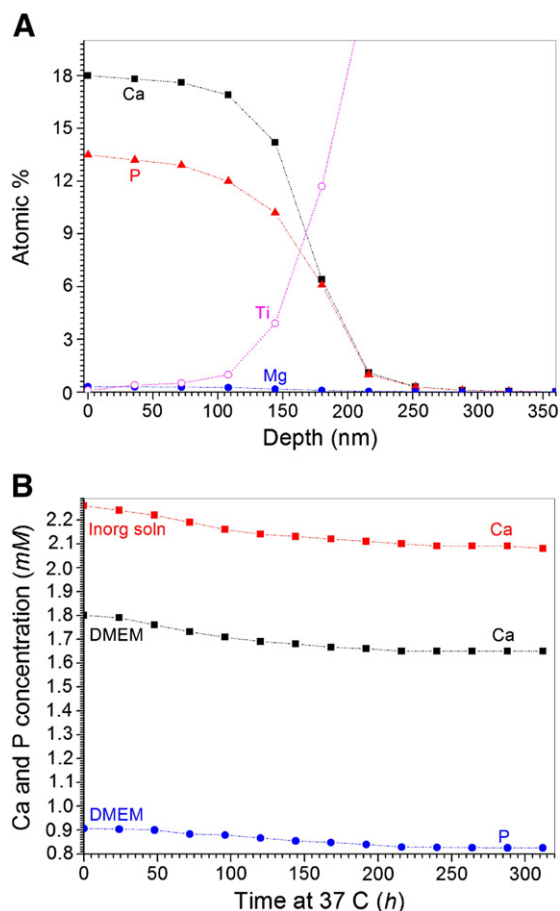 A
18
15
12
9
6
3
0
Atomic %
Ca
P
Ti
Mg
0 50 100 150 200 250 300 350
Depth (nm)
B
2.2
2.1
2.0
1.9
1.8
1.7
1.6
1.5
1.4
1.3
1.2
1.1
1.0
0.9
0.8
Ca and P concentration (mM)
Inorg soln Ca
DMEM Ca
DMEM P
0 50 100 150 200 250 300
Time at 37 C (h)